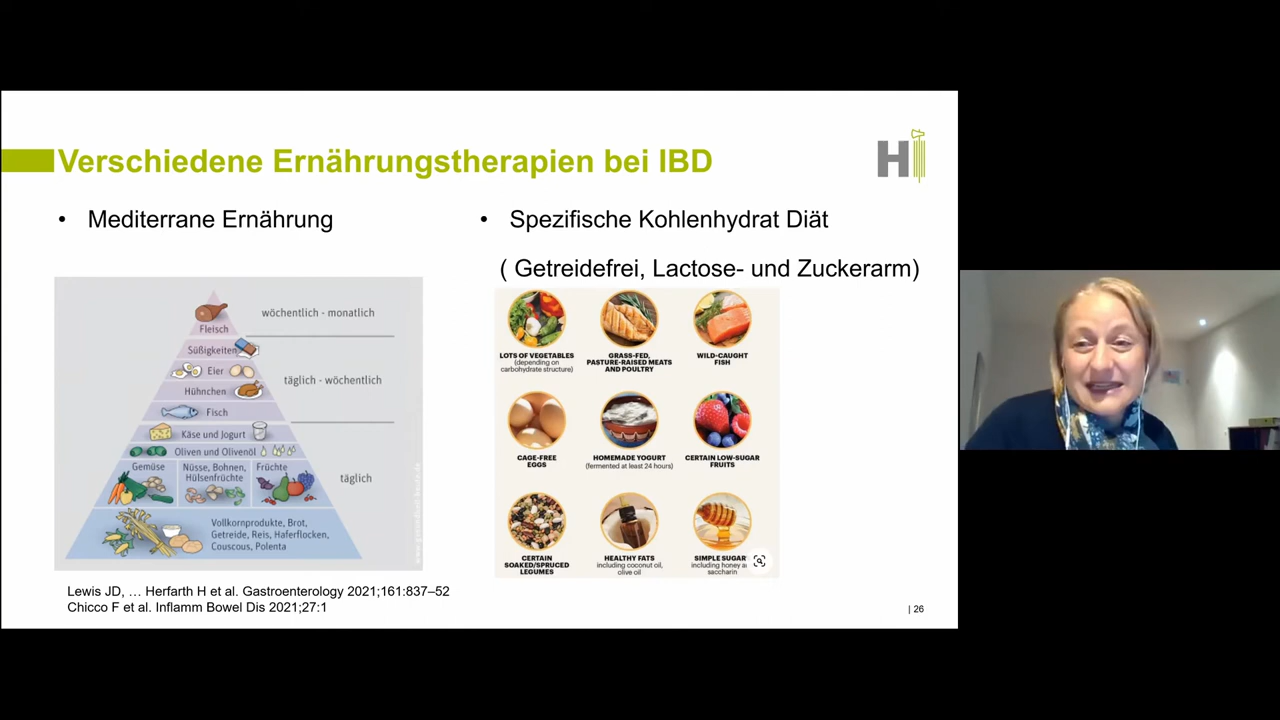 Verschiedene Ernährungstherapien bei IBD
H
• Mediterrane Ernährung
Fleisch
wöchentlich - monatlich
Süßigkeiten
Eier
Hühnchen
täglich - wöchentlich
Fisch
Käse und Jogurt
Oliven und Olivenöl
Gemüse
Nüsse, Bohnen,
Hülsenfrüchte
Früchte
täglich
Vollkornprodukte, Brot,
Getreide, Reis, Haferflocken,
Couscous, Polenta
Lewis JD, … Herfarth H et al. Gastroenterology 2021;161:837–52
Chicco F et al. Inflamm Bowel Dis 2021;27:1
• Spezifische Kohlenhydrat Diät
( Getreidefrei, Lactose- und Zuckerarm)
LOTS OF VEGETABLES
(depending on
carbohydrate structure)
GRASS-FED,
PASTURE-RAISED MEATS
AND POULTRY
WILD-CAUGHT
FISH
CAGE-FREE
EGGS
HOMEMADE YOGURT
(fermented at least 24 hours)
CERTAIN LOW-SUGAR
FRUITS
CERTAIN
SOAKED/SPRUCED
LEGUMES
HEALTHY FATS
including coconut oil,
olive oil
SIMPLE SUGAR
including honey
saccharin
| 26